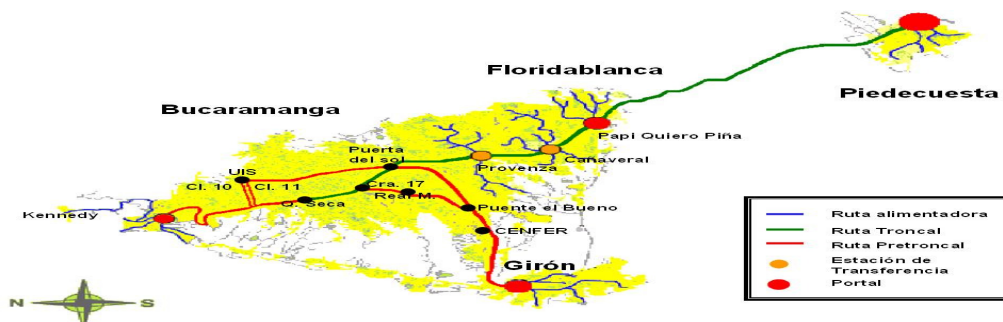 Floridablanca
Piedecuesta
Bucaramanga
Papi Quiero Piña
Puerta
del sol
Cañaveral
Provenza
UIS
Cl. 10
Cl. 11
Cra. 17
Real M.
Q. Seca
Kennedy
Puente el Bueno
CENFER
Girón
N
S
Ruta alimentadora
Ruta Troncal
Ruta Pretroncal
Estación de
Transferencia
Portal